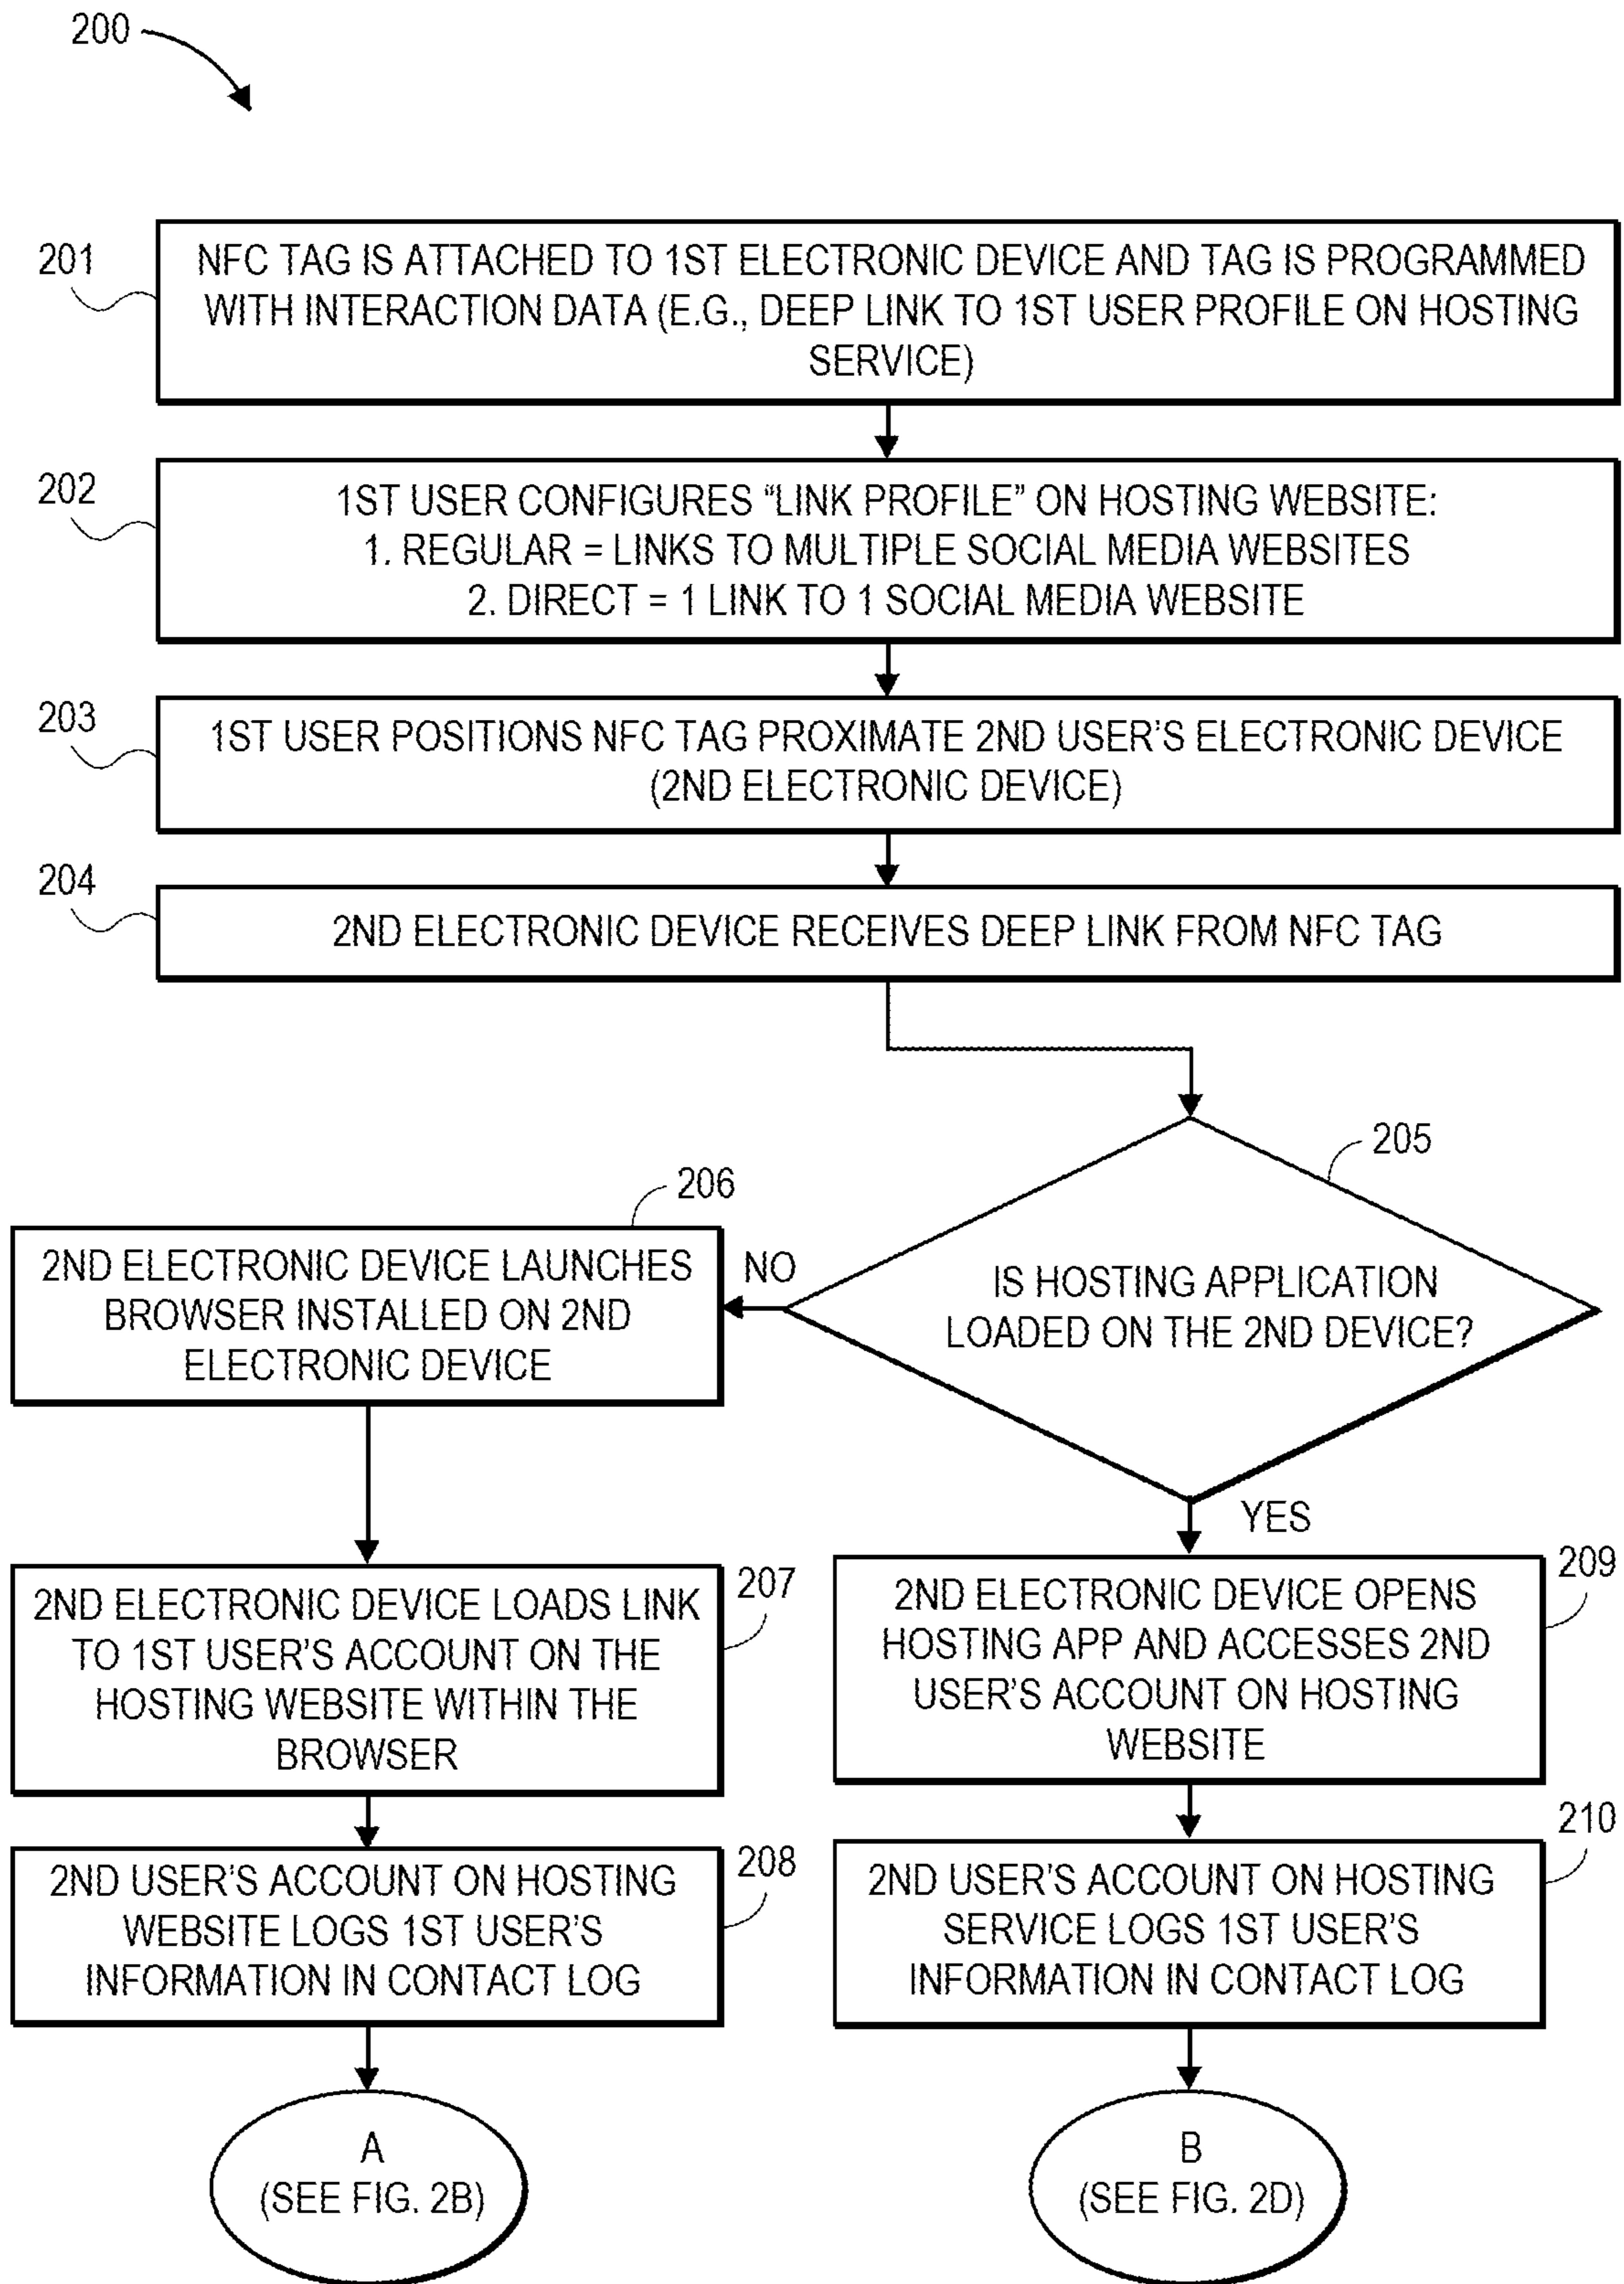 200
201
NFC TAG IS ATTACHED TO 1ST ELECTRONIC DEVICE AND TAG IS PROGRAMMED
WITH INTERACTION DATA (E.G., DEEP LINK TO 1ST USER PROFILE ON HOSTING
SERVICE)
202
1ST USER CONFIGURES “LINK PROFILE” ON HOSTING WEBSITE:
1. REGULAR = LINKS TO MULTIPLE SOCIAL MEDIA WEBSITES
2. DIRECT = 1 LINK TO 1 SOCIAL MEDIA WEBSITE
203
1ST USER POSITIONS NFC TAG PROXIMATE 2ND USER’S ELECTRONIC DEVICE
(2ND ELECTRONIC DEVICE)
204
2ND ELECTRONIC DEVICE RECEIVES DEEP LINK FROM NFC TAG
205
IS HOSTING APPLICATION
LOADED ON THE 2ND DEVICE?
NO
206
2ND ELECTRONIC DEVICE LAUNCHES
BROWSER INSTALLED ON 2ND
ELECTRONIC DEVICE
207
2ND ELECTRONIC DEVICE LOADS LINK
TO 1ST USER’S ACCOUNT ON THE
HOSTING WEBSITE WITHIN THE
BROWSER
208
2ND USER’S ACCOUNT ON HOSTING
WEBSITE LOGS 1ST USER’S
INFORMATION IN CONTACT LOG
A
(SEE FIG. 2B)
YES
209
2ND ELECTRONIC DEVICE OPENS
HOSTING APP AND ACCESSES 2ND
USER’S ACCOUNT ON HOSTING
WEBSITE
210
2ND USER’S ACCOUNT ON HOSTING
SERVICE LOGS 1ST USER’S
INFORMATION IN CONTACT LOG
B
(SEE FIG. 2D)